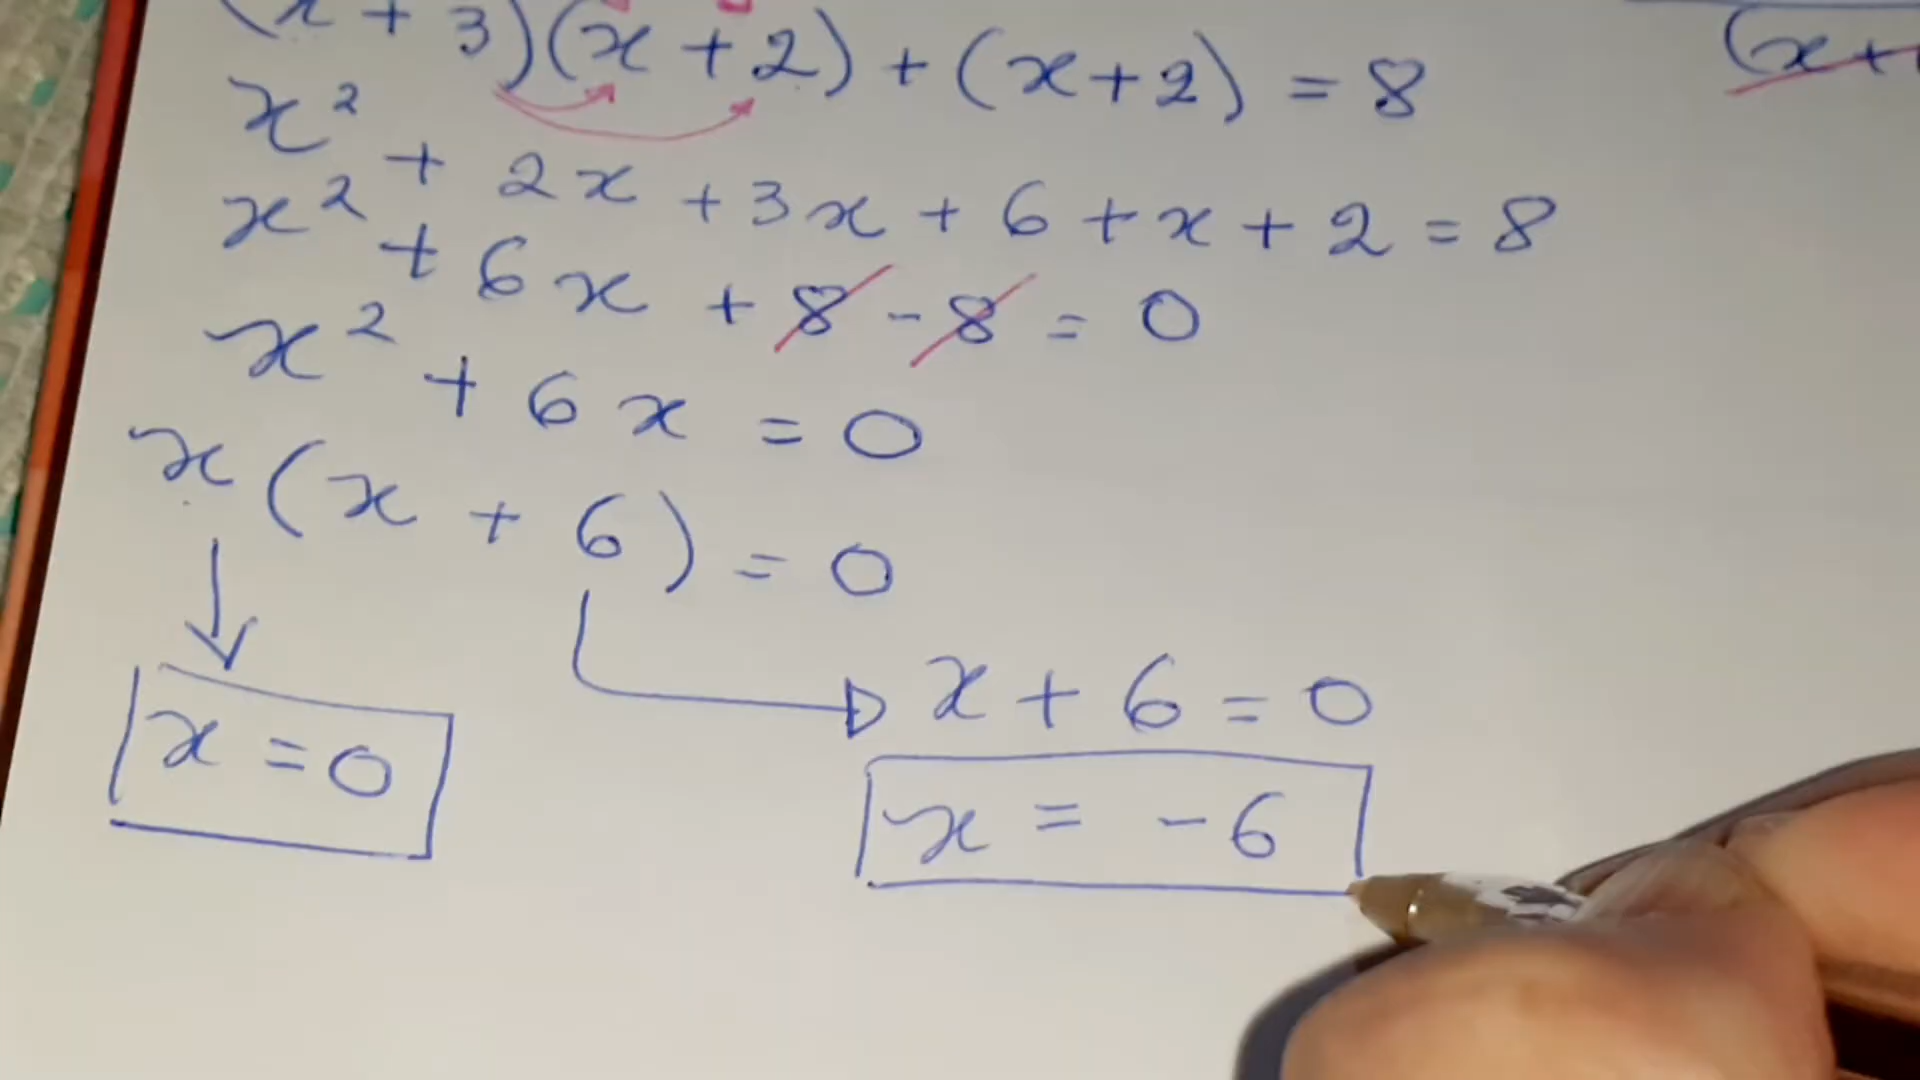 (x + 3)(x + 2) + (x + 2) = 8
x² + 2x + 3x + 6 + x + 2 = 8
x² + 6x + 8 - 8 = 0
x² + 6x = 0
x(x + 6) = 0
x + 6 = 0
x = 0
x = -6
(x+